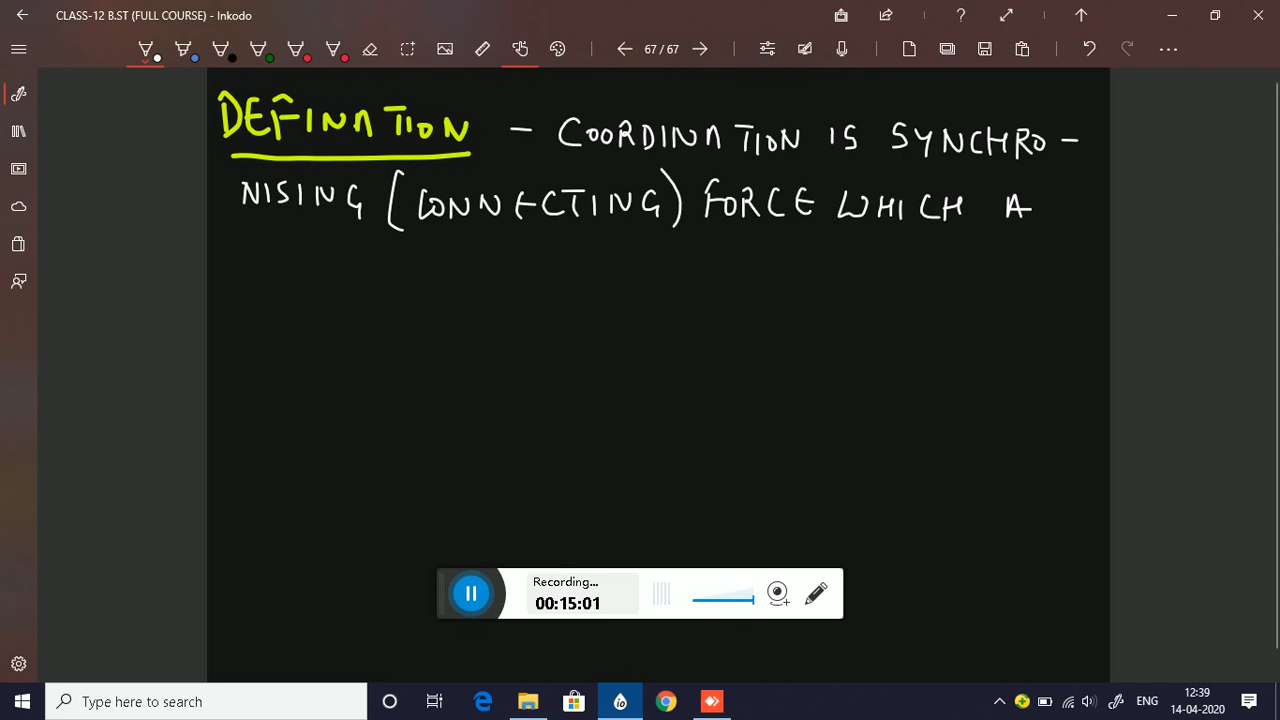 CLASS-12 B.ST (FULL COURSE) - Inkodo
67 / 67
DEFINATION - COORDINATION IS SYNCHRO -
NISING (CONNECTING) FORCE WHICH A
Recording...
00:15:01
Type here to search
ENG
12:39
14-04-2020